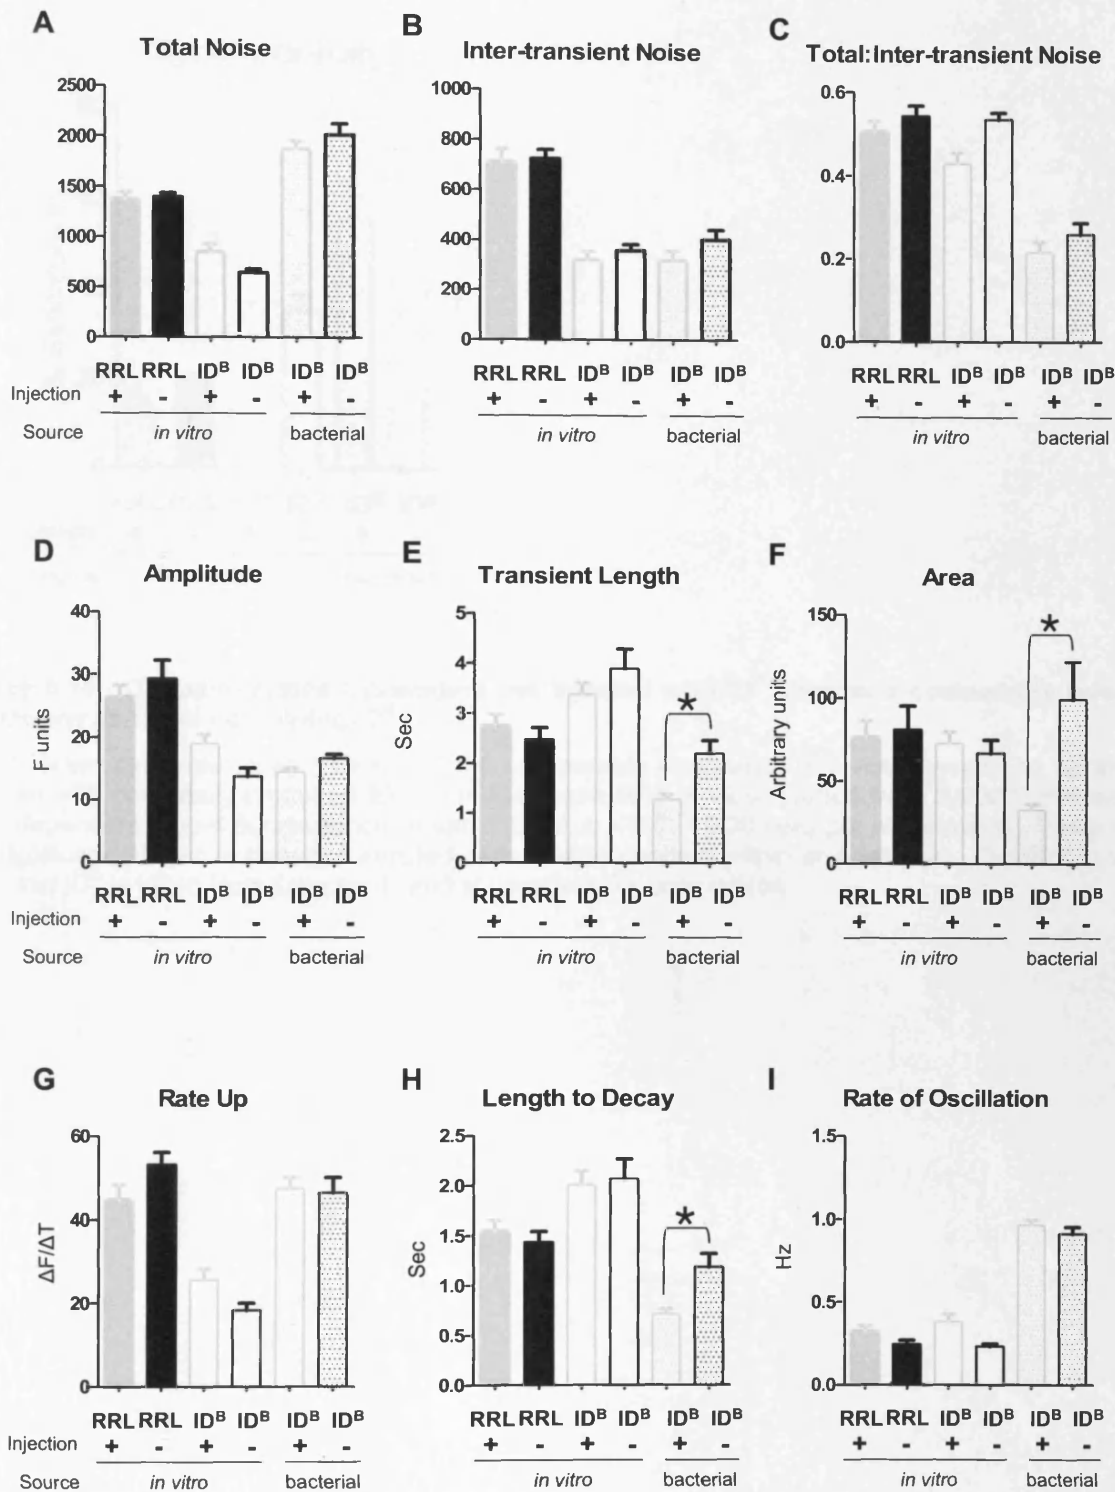 A
Total Noise
2500
2000
1500
1000
500
0
RRL RRL IDᴮ IDᴮ IDᴮ IDᴮ
Injection + - + - + -
Source in vitro bacterial
B
Inter-transient Noise
1000
800
600
400
200
0
RRL RRL IDᴮ IDᴮ IDᴮ IDᴮ
+ - + - + -
in vitro bacterial
C
Total:Inter-transient Noise
0.6
0.4
0.2
0.0
RRL RRL IDᴮ IDᴮ IDᴮ IDᴮ
+ - + - + -
in vitro bacterial
D
Amplitude
F units
40
30
20
10
0
RRL RRL IDᴮ IDᴮ IDᴮ IDᴮ
Injection + - + - + -
Source in vitro bacterial
E
Transient Length
Sec
5
4
3
2
1
0
*
RRL RRL IDᴮ IDᴮ IDᴮ IDᴮ
+ - + - + -
in vitro bacterial
F
Area
Arbitrary units
150
100
50
0
*
RRL RRL IDᴮ IDᴮ IDᴮ IDᴮ
+ - + - + -
in vitro bacterial
G
Rate Up
ΔF/ΔT
60
40
20
0
RRL RRL IDᴮ IDᴮ IDᴮ IDᴮ
Injection + - + - + -
Source in vitro bacterial
H
Length to Decay
Sec
2.5
2.0
1.5
1.0
0.5
0.0
*
RRL RRL IDᴮ IDᴮ IDᴮ IDᴮ
+ - + - + -
in vitro bacterial
I
Rate of Oscillation
Hz
1.5
1.0
0.5
0.0
RRL RRL IDᴮ IDᴮ IDᴮ IDᴮ
+ - + - + -
in vitro bacterial